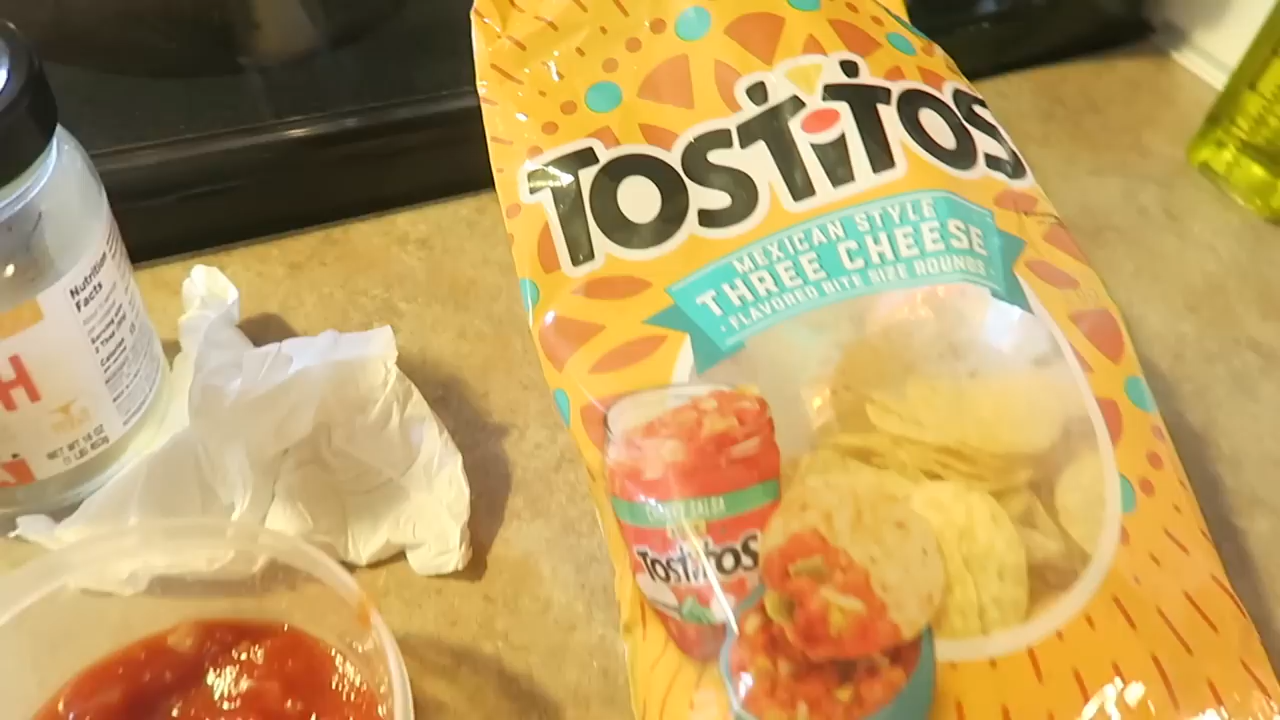 TOSTITOS
MEXICAN STYLE
THREE CHEESE
· FLAVORED BITE SIZE ROUNDS ·
SALSA
TOSTITOS
Nutrition
Facts
H
NET WT 16 OZ
(1 LB) 453g